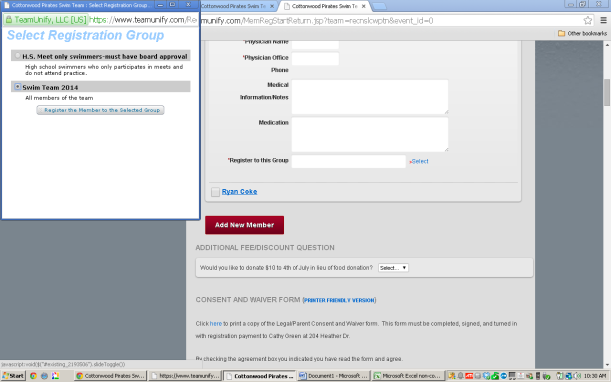 Cottonwood Pirates Swim Team : Select Registration Group...
TeamUnify, LLC [US] https://www.teamunify.com/Re
Select Registration Group
H.S. Meet only swimmers-must have board approval
High school swimmers who only participates in meets and
do not attend practice.
Swim Team 2014
All members of the team
Register the Member to the Selected Group
Cottonwood Pirates Swim T
Cottonwood Pirates Swim T
m/MemRegStartReturn.jsp?team=recnslcwptn&event_id=0
Other bookmarks
*Physician Name
*Physician Office
Phone
Medical
Information/Notes
Medication
*Register to this Group
»Select
Ryan Coke
Add New Member
ADDITIONAL FEE/DISCOUNT QUESTION
Would you like to donate $10 to 4th of July in lieu of food donation?
Select...
CONSENT AND WAIVER FORM (PRINTER FRIENDLY VERSION)
Click here to print a copy of the Legal/Parent Consent and Waiver form. This form must be completed, signed, and turned in
with registration payment to Cathy Green at 204 Heather Dr.
By checking the agreement box you indicated you have read the form and agree.
javascript:void($("#existing_2193506").slideToggle())
Start
Cottonwood Pirates Sw...
https://www.teamunify....
Cottonwood Pirates ...
Document1 - Microsoft ...
Microsoft Excel non-co...
10:30 AM